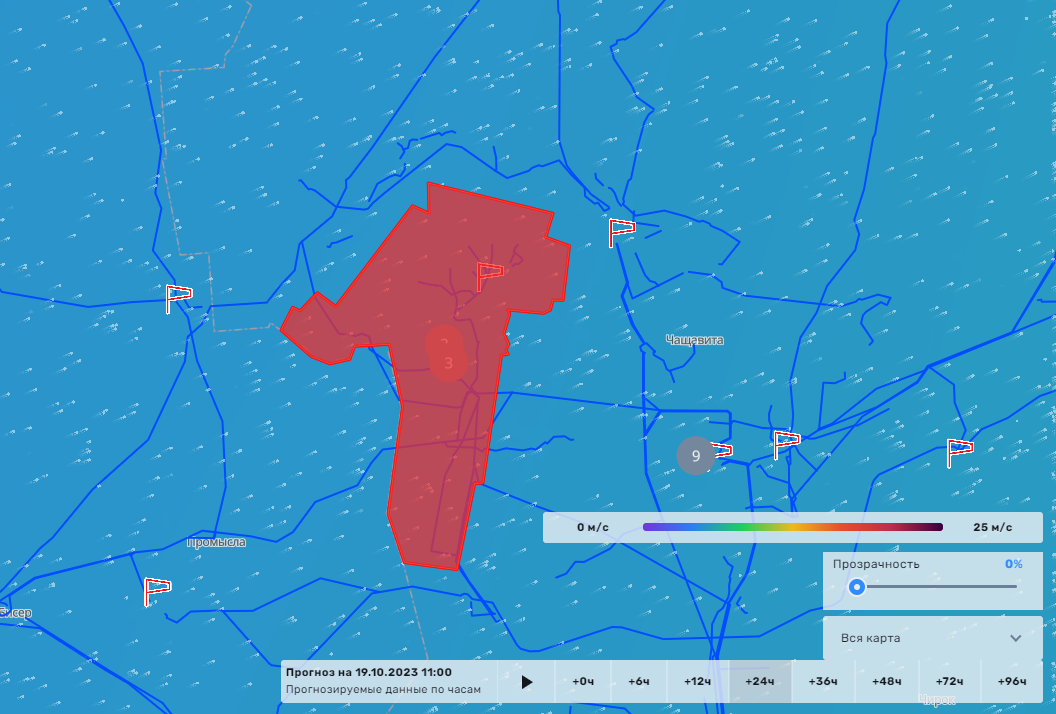 3
Чащавита
9
0 м/с
25 м/с
Прозрачность
0%
Промысла
Бисер
Вся карта
Прогноз на 19.10.2023 11:00
Прогнозируемые данные по часам
+0ч
+6ч
+12ч
+24ч
+36ч
+48ч
+72ч
+96ч